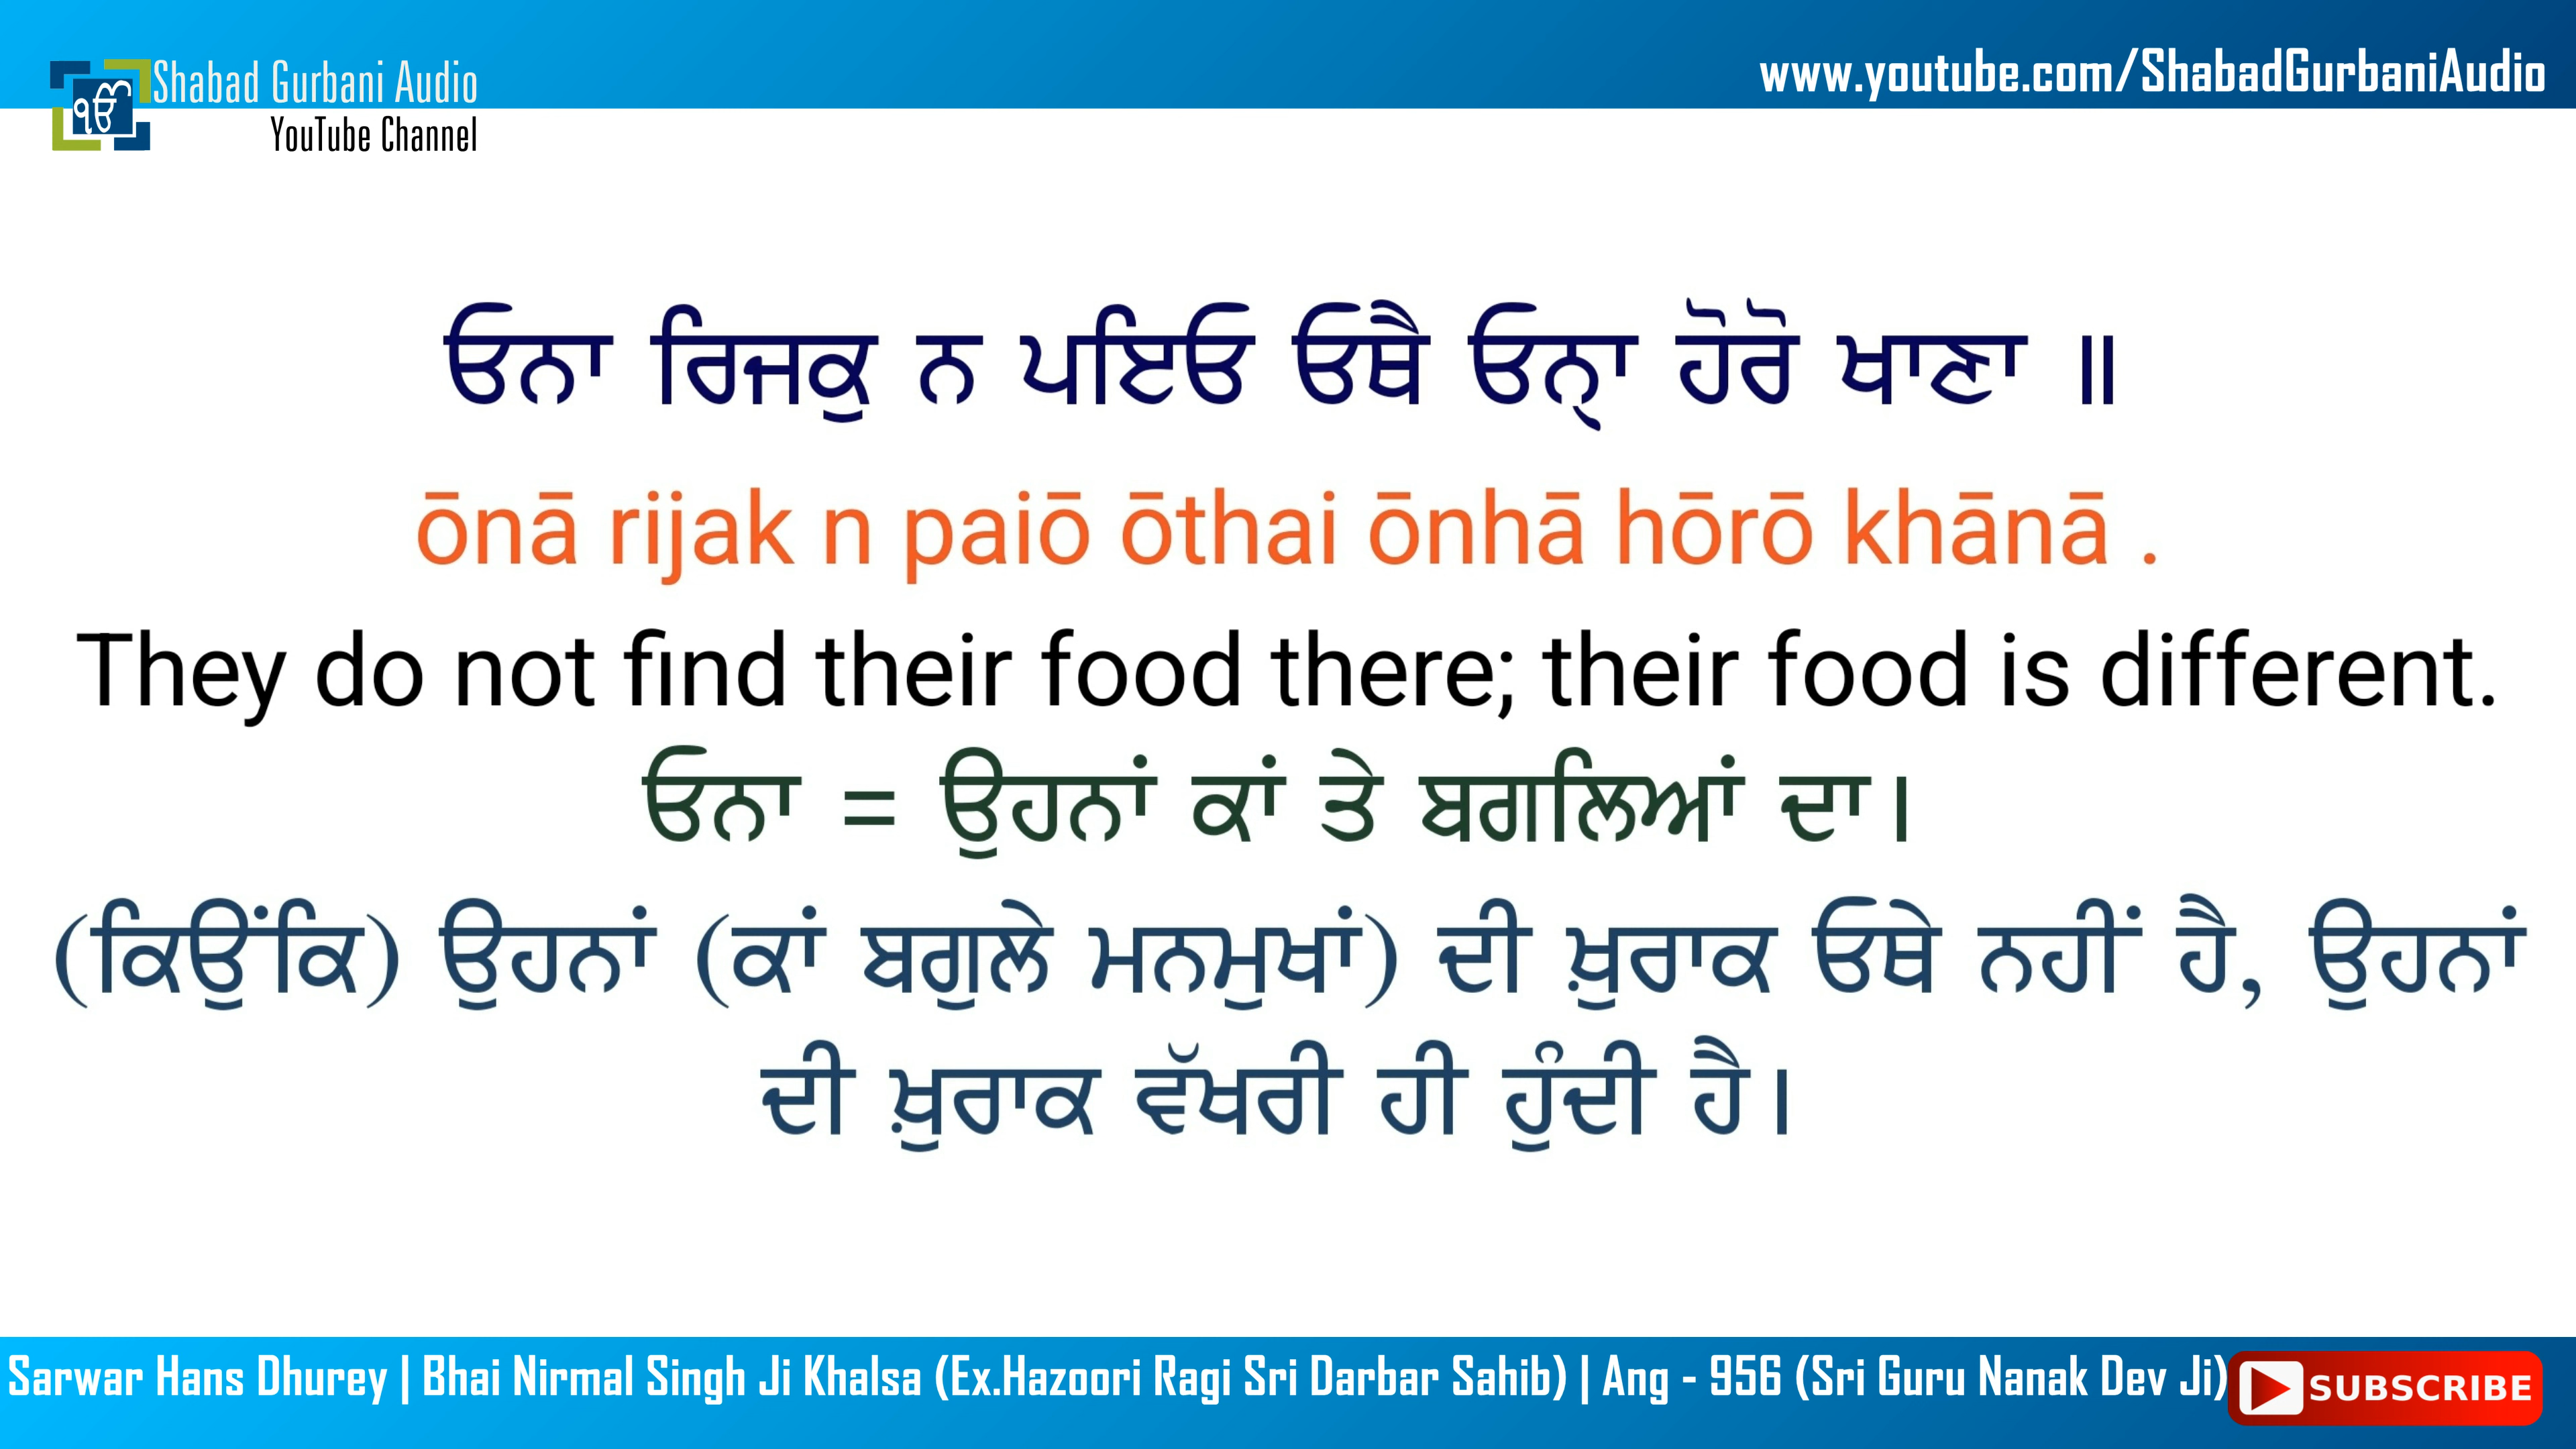 Shabad Gurbani Audio
YouTube Channel
www.youtube.com/ShabadGurbaniAudio
ੴ
ਓਨਾ ਰਿਜਕੁ ਨ ਪਇਓ ਓਥੈ ਓਨ੍ਹਾ ਹੋਰੋ ਖਾਣਾ ॥
ōnā rijak n paiō ōthai ōnhā hōrō khānā .
They do not find their food there; their food is different.
ਓਨਾ = ਉਹਨਾਂ ਕਾਂ ਤੇ ਬਗਲਿਆਂ ਦਾ।
(ਕਿਉਂਕਿ) ਉਹਨਾਂ (ਕਾਂ ਬਗੁਲੇ ਮਨਮੁਖਾਂ) ਦੀ ਖ਼ੁਰਾਕ ਓਥੇ ਨਹੀਂ ਹੈ, ਉਹਨਾਂ
ਦੀ ਖ਼ੁਰਾਕ ਵੱਖਰੀ ਹੀ ਹੁੰਦੀ ਹੈ।
Sarwar Hans Dhurey | Bhai Nirmal Singh Ji Khalsa (Ex.Hazoori Ragi Sri Darbar Sahib) | Ang - 956 (Sri Guru Nanak Dev Ji)
SUBSCRIBE